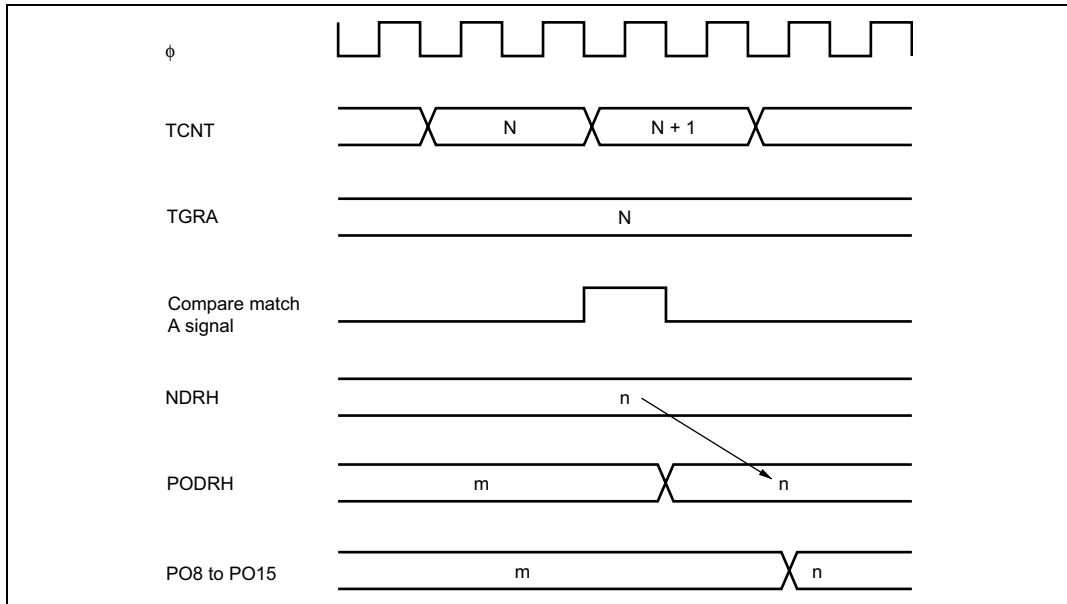 ϕ
TCNT N N + 1
TGRA N
Compare match
A signal
NDRH n
PODRH m n
PO8 to PO15 m n